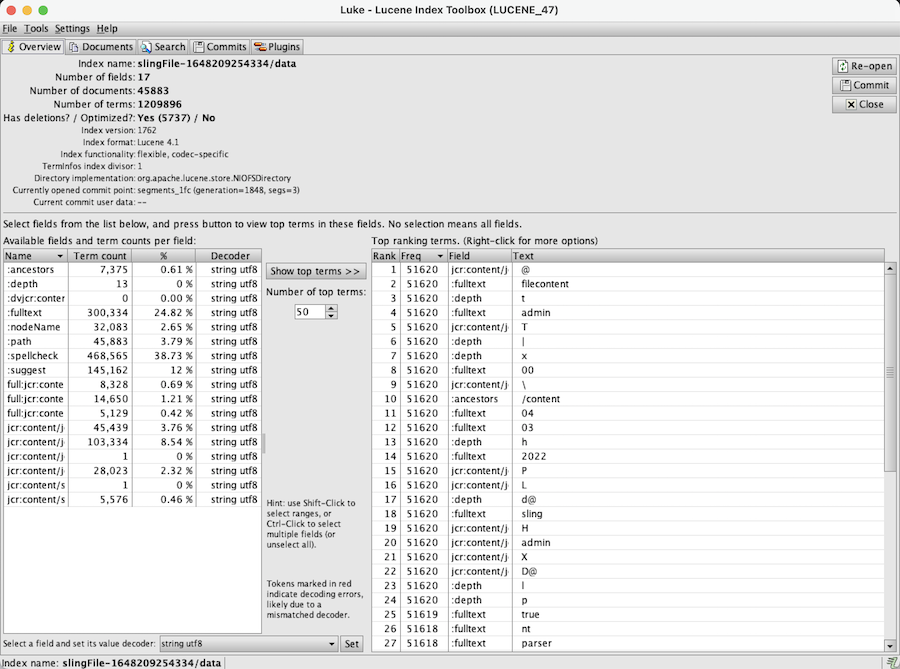 Luke - Lucene Index Toolbox (LUCENE_47)
File Tools Settings Help
Overview Documents Search Commits Plugins
Index name: slingFile-1648209254334/data
Number of fields: 17
Number of documents: 45883
Number of terms: 1209896
Has deletions? / Optimized?: Yes (5737) / No
Index version: 1762
Index format: Lucene 4.1
Index functionality: flexible, codec-specific
TermInfos index divisor: 1
Directory implementation: org.apache.lucene.store.NIOFSDirectory
Currently opened commit point: segments_1fc (generation=1848, segs=3)
Current commit user data: --
Re-open
Commit
Close
Select fields from the list below, and press button to view top terms in these fields. No selection means all fields.
Available fields and term counts per field:
Name Term count % Decoder
:ancestors 7,375 0.61 % string utf8
:depth 13 0 % string utf8
:dvjcr:conter 0 0.00 % string utf8
:fulltext 300,334 24.82 % string utf8
:nodeName 32,083 2.65 % string utf8
:path 45,883 3.79 % string utf8
:spellcheck 468,565 38.73 % string utf8
:suggest 145,162 12 % string utf8
full:jcr:conte 8,328 0.69 % string utf8
full:jcr:conte 14,650 1.21 % string utf8
full:jcr:conte 5,129 0.42 % string utf8
jcr:content/j 45,439 3.76 % string utf8
jcr:content/j 103,334 8.54 % string utf8
jcr:content/j 1 0 % string utf8
jcr:content/j 28,023 2.32 % string utf8
jcr:content/s 1 0 % string utf8
jcr:content/s 5,576 0.46 % string utf8
Show top terms >>
Number of top terms:
50
Hint: use Shift-Click to
select ranges, or
Ctrl-Click to select
multiple fields (or
unselect all).
Tokens marked in red
indicate decoding errors,
likely due to a
mismatched decoder.
Top ranking terms. (Right-click for more options)
Rank Freq Field Text
1 51620 jcr:content/j @
2 51620 :fulltext filecontent
3 51620 :depth t
4 51620 :fulltext admin
5 51620 jcr:content/j T
6 51620 :depth |
7 51620 :depth x
8 51620 :fulltext 00
9 51620 jcr:content/j \
10 51620 :ancestors /content
11 51620 :fulltext 04
12 51620 :fulltext 03
13 51620 :depth h
14 51620 :fulltext 2022
15 51620 jcr:content/j P
16 51620 jcr:content/j L
17 51620 :depth d@
18 51620 :fulltext sling
19 51620 jcr:content/j H
20 51620 jcr:content/j admin
21 51620 jcr:content/j X
22 51620 jcr:content/j D@
23 51620 :depth l
24 51620 :depth p
25 51619 :fulltext true
26 51618 :fulltext nt
27 51618 :fulltext parser
Select a field and set its value decoder: string utf8 Set
Index name: slingFile-1648209254334/data